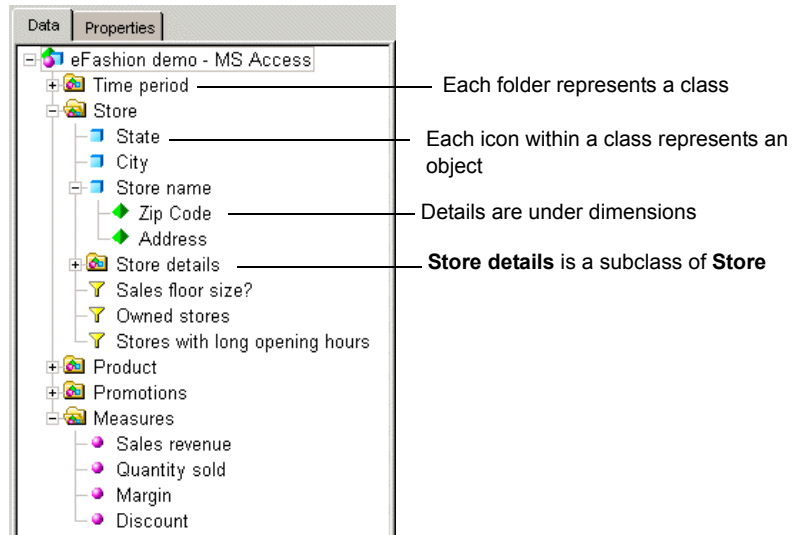 Data Properties
eFashion demo - MS Access
Time period
Each folder represents a class
Store
State
Each icon within a class represents an
object
City
Store name
Zip Code
Details are under dimensions
Address
Store details
Store details is a subclass of Store
Sales floor size?
Owned stores
Stores with long opening hours
Product
Promotions
Measures
Sales revenue
Quantity sold
Margin
Discount